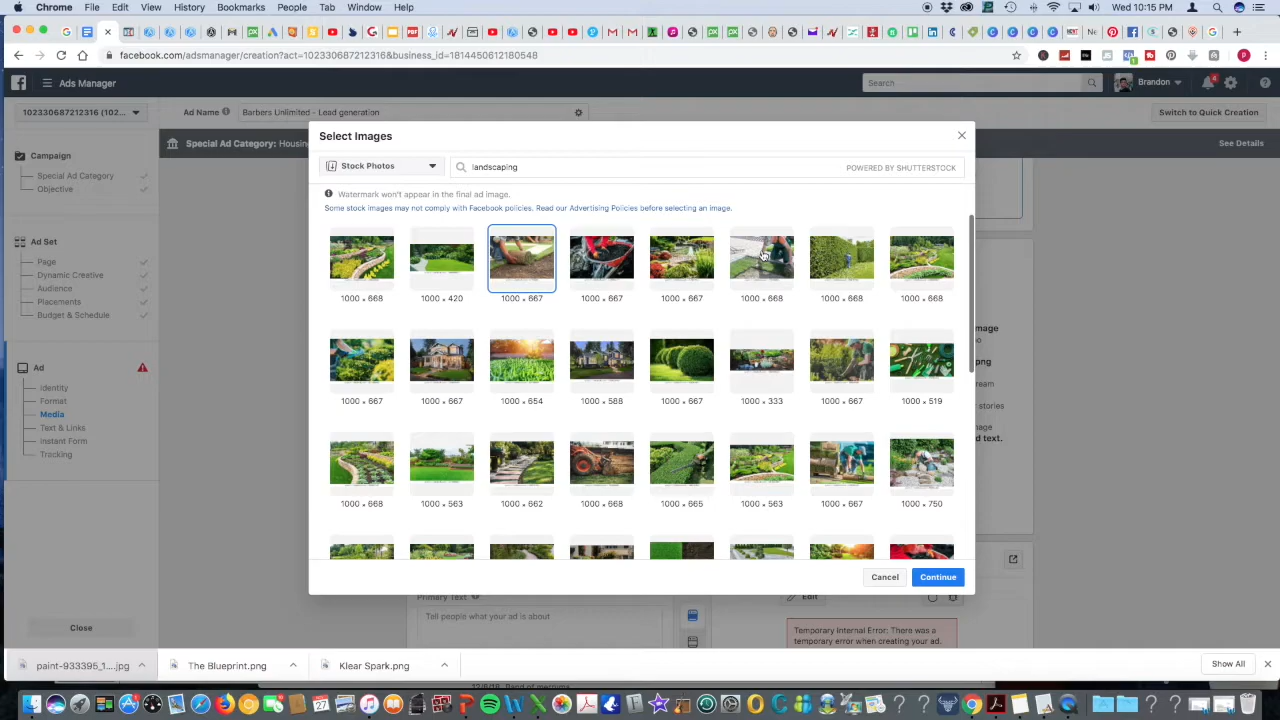 Chrome File Edit View History Bookmarks People Tab Window Help
Wed 10:15 PM
facebook.com/adsmanager/creation?act=102330687212316&business_id=1814450612180548
Ads Manager
Search
Brandon
102330687212316 (102...
Ad Name
Barbers Unlimited - Lead generation
Switch to Quick Creation
Special Ad Category: Housin
See Details
Campaign
Special Ad Category
Objective
Ad Set
Page
Dynamic Creative
Audience
Placements
Budget & Schedule
Ad
Identity
Format
Media
Text & Links
Instant Form
Tracking
Close
Select Images
Stock Photos
landscaping
POWERED BY SHUTTERSTOCK
Watermark won't appear in the final ad image.
Some stock images may not comply with Facebook policies. Read our Advertising Policies before selecting an image.
1000 × 668 1000 × 420 1000 × 667 1000 × 667 1000 × 667 1000 × 668 1000 × 668 1000 × 668
1000 × 667 1000 × 667 1000 × 654 1000 × 588 1000 × 667 1000 × 333 1000 × 667 1000 × 519
1000 × 668 1000 × 563 1000 × 662 1000 × 668 1000 × 665 1000 × 563 1000 × 667 1000 × 750
Cancel Continue
Primary Text
Tell people what your ad is about
Edit
Temporary Internal Error: There was a
temporary error when creating your ad.
paint-933395_1....jpg
The Blueprint.png
Klear Spark.png
Show All